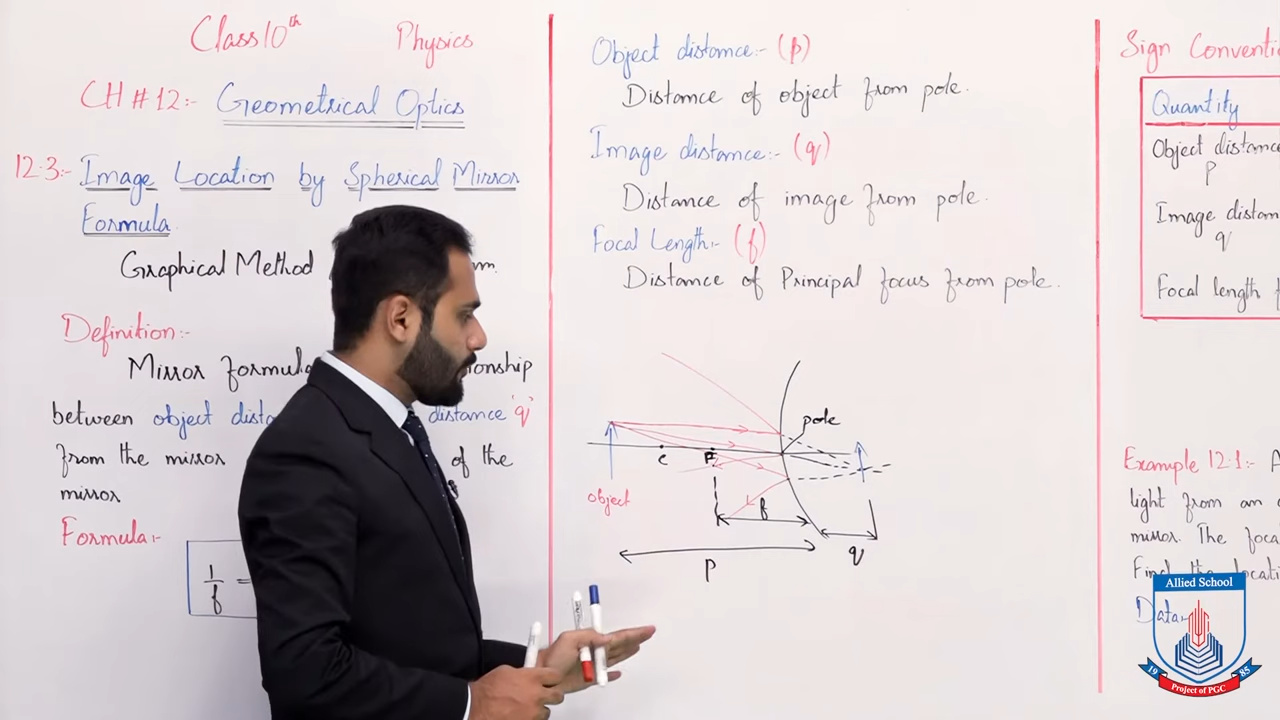 Class 10th Physics
CH # 12:- Geometrical Optics
12.3:- Image Location by Spherical Mirror
Formula
Graphical Method
Definition:-
Mirror formula
between object distance 'q'
from the mirror of the
mirror
Formula:-
1/f =
Object distance:- (p)
Distance of object from pole.
Image distance:- (q)
Distance of image from pole.
Focal Length:- (f)
Distance of Principal focus from pole.
pole
C F
object
f
q
p
Sign
Quantity
Object distance
p
Image
q
Focal length
Example 12.1:-
light from an
mirror. The
Find the
Data:-
Allied School
19 85
Project of PGC